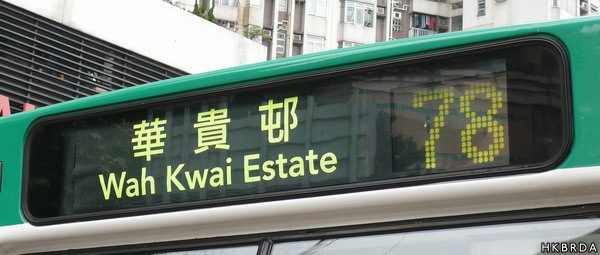 華貴邨
Wah Kwai Estate
78
HKBRDA